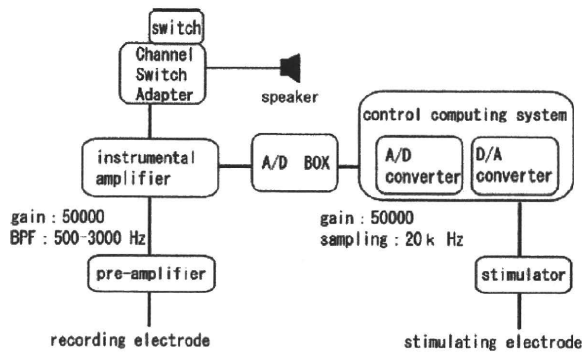 switch
Channel
Switch
Adapter
speaker
control computing system
instrumental
amplifier
A/D BOX
A/D
converter
D/A
converter
gain : 50000
BPF : 500-3000 Hz
gain : 50000
sampling : 20k Hz
pre-amplifier
stimulator
recording electrode
stimulating electrode